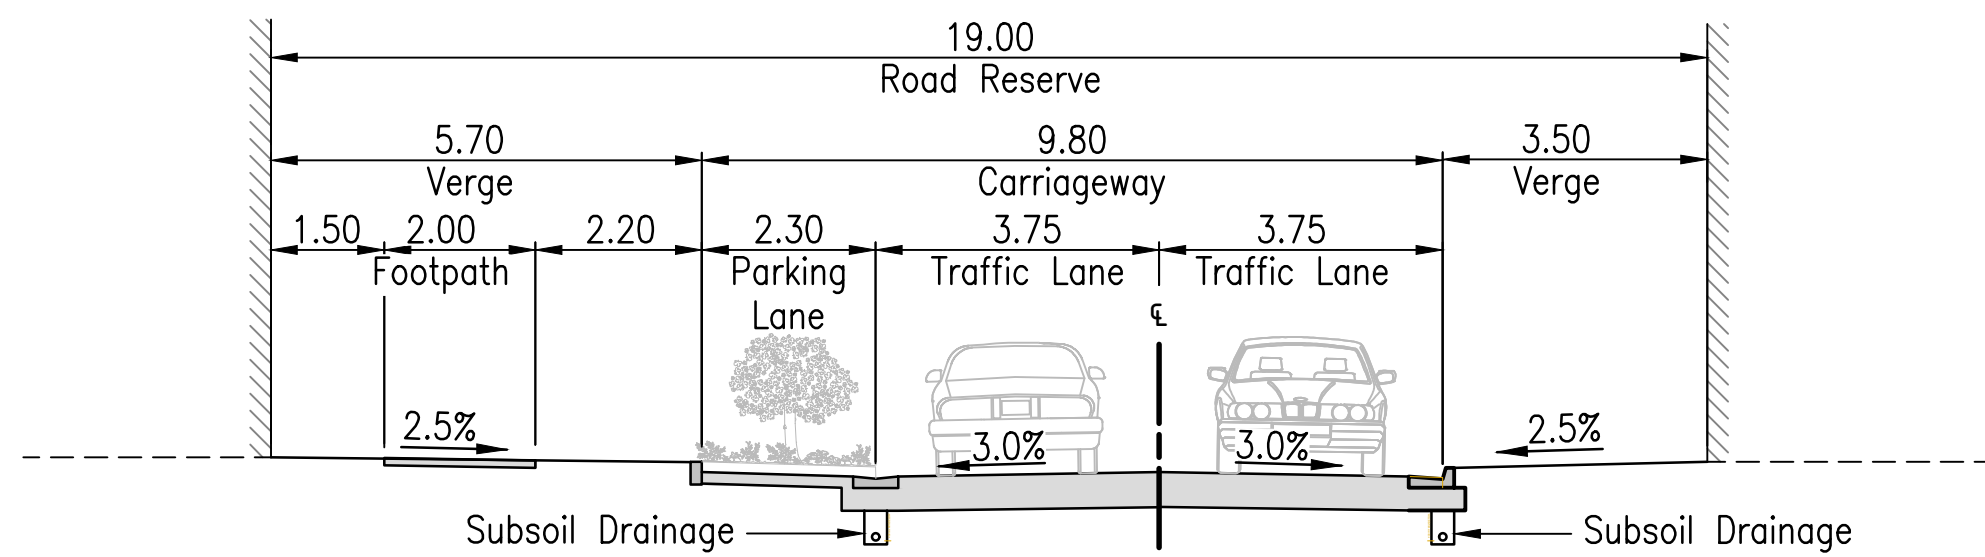 19.00
Road Reserve
5.70 9.80 3.50
Verge Carriageway Verge
1.50 2.00 2.20 2.30 3.75 3.75
Footpath Parking Lane Traffic Lane Traffic Lane
℄
2.5% 3.0% 3.0% 2.5%
Subsoil Drainage Subsoil Drainage